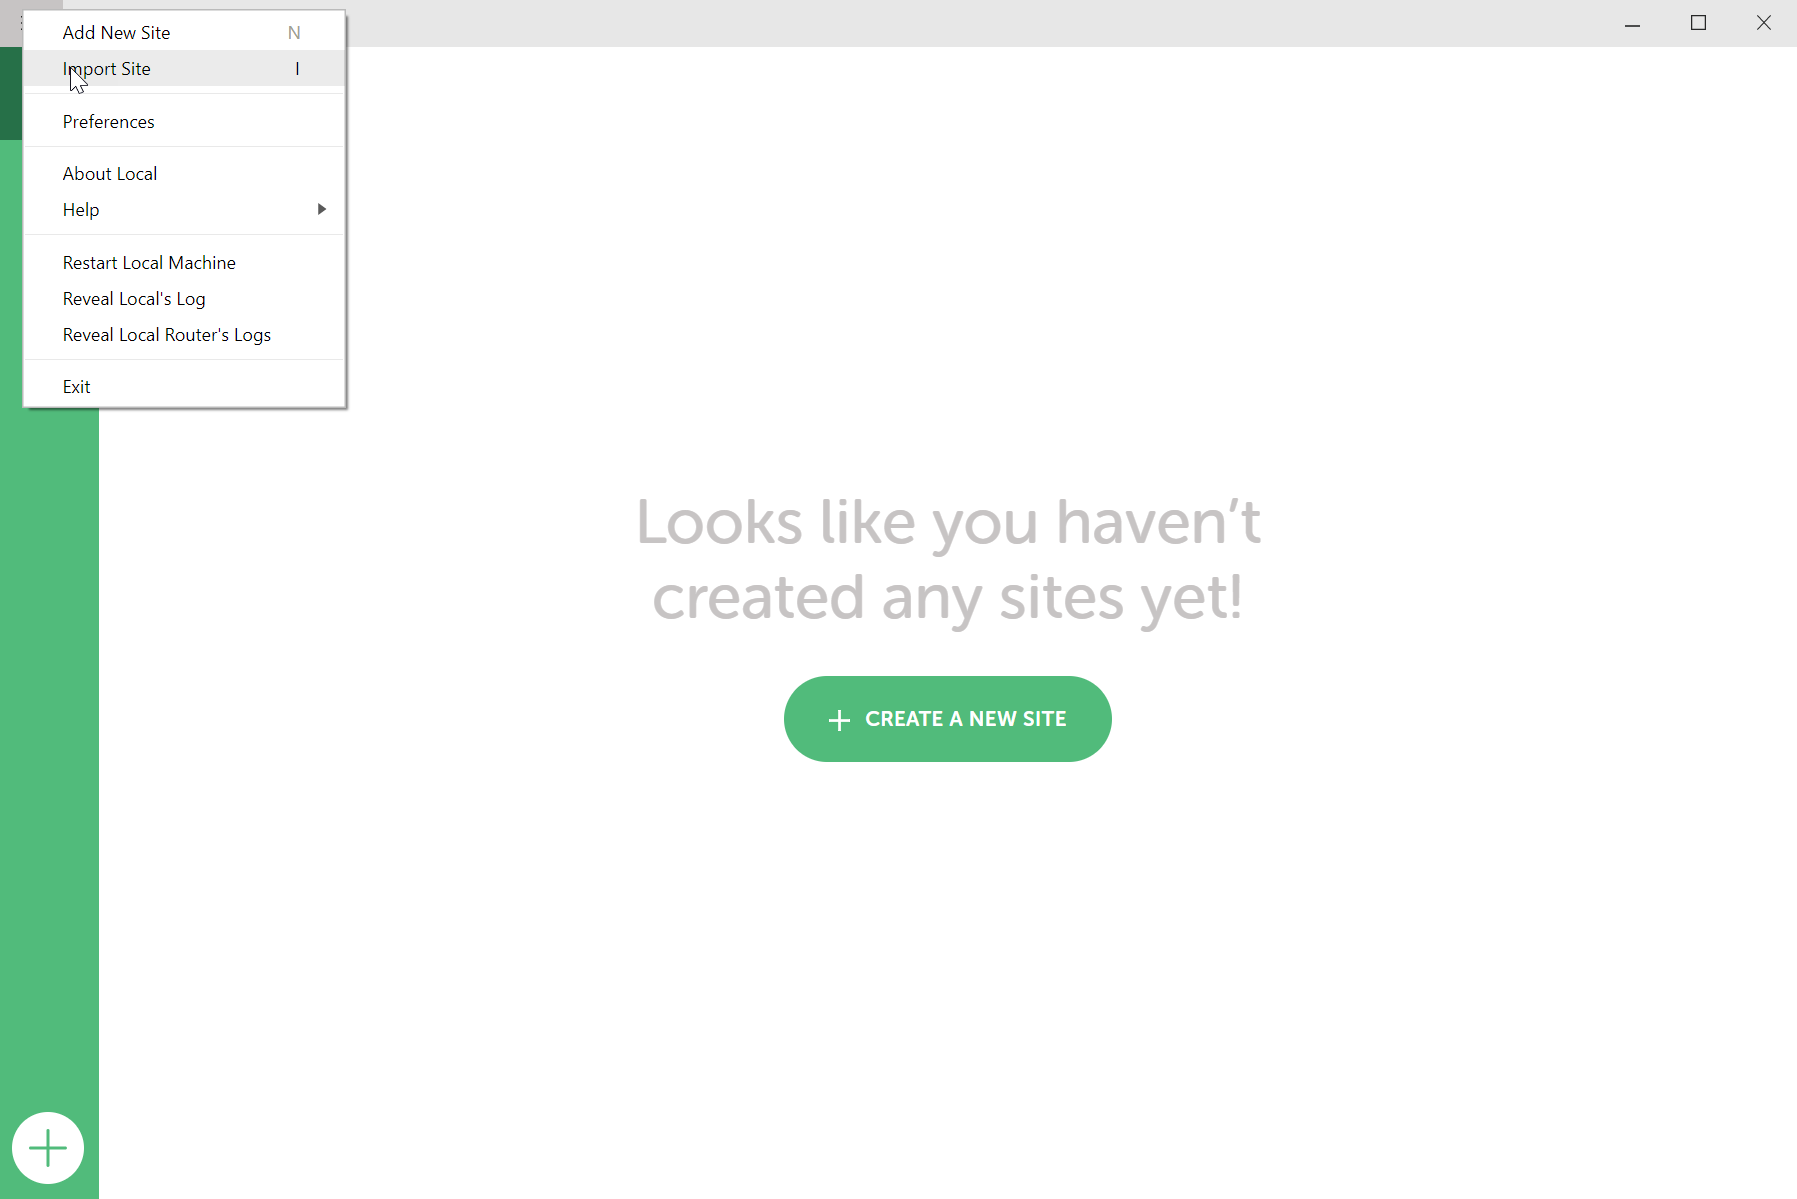 Add New Site N
Import Site I
Preferences
About Local
Help
Restart Local Machine
Reveal Local's Log
Reveal Local Router's Logs
Exit
Looks like you haven’t
created any sites yet!
CREATE A NEW SITE